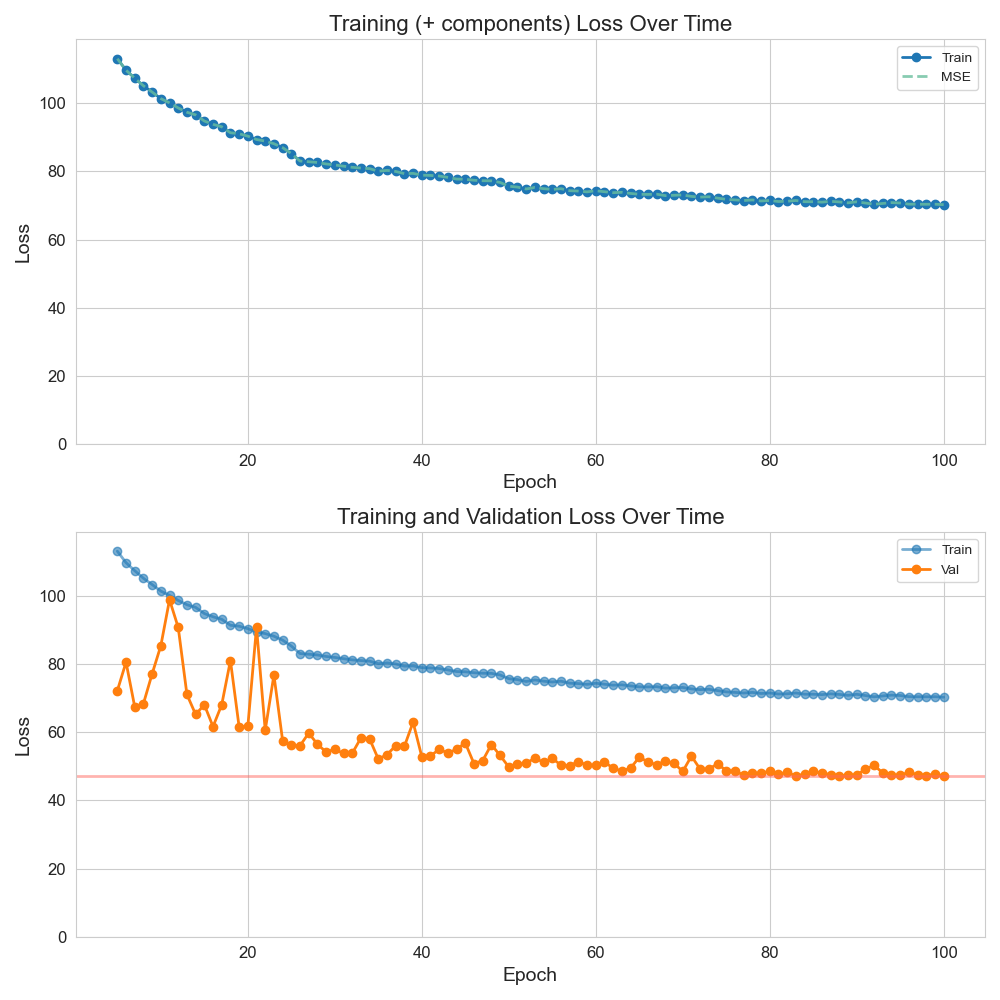 Training (+ components) Loss Over Time
Train
MSE
Loss
100
80
60
40
20
0
20 40 60 80 100
Epoch
Training and Validation Loss Over Time
Train
Val
Loss
100
80
60
40
20
0
20 40 60 80 100
Epoch